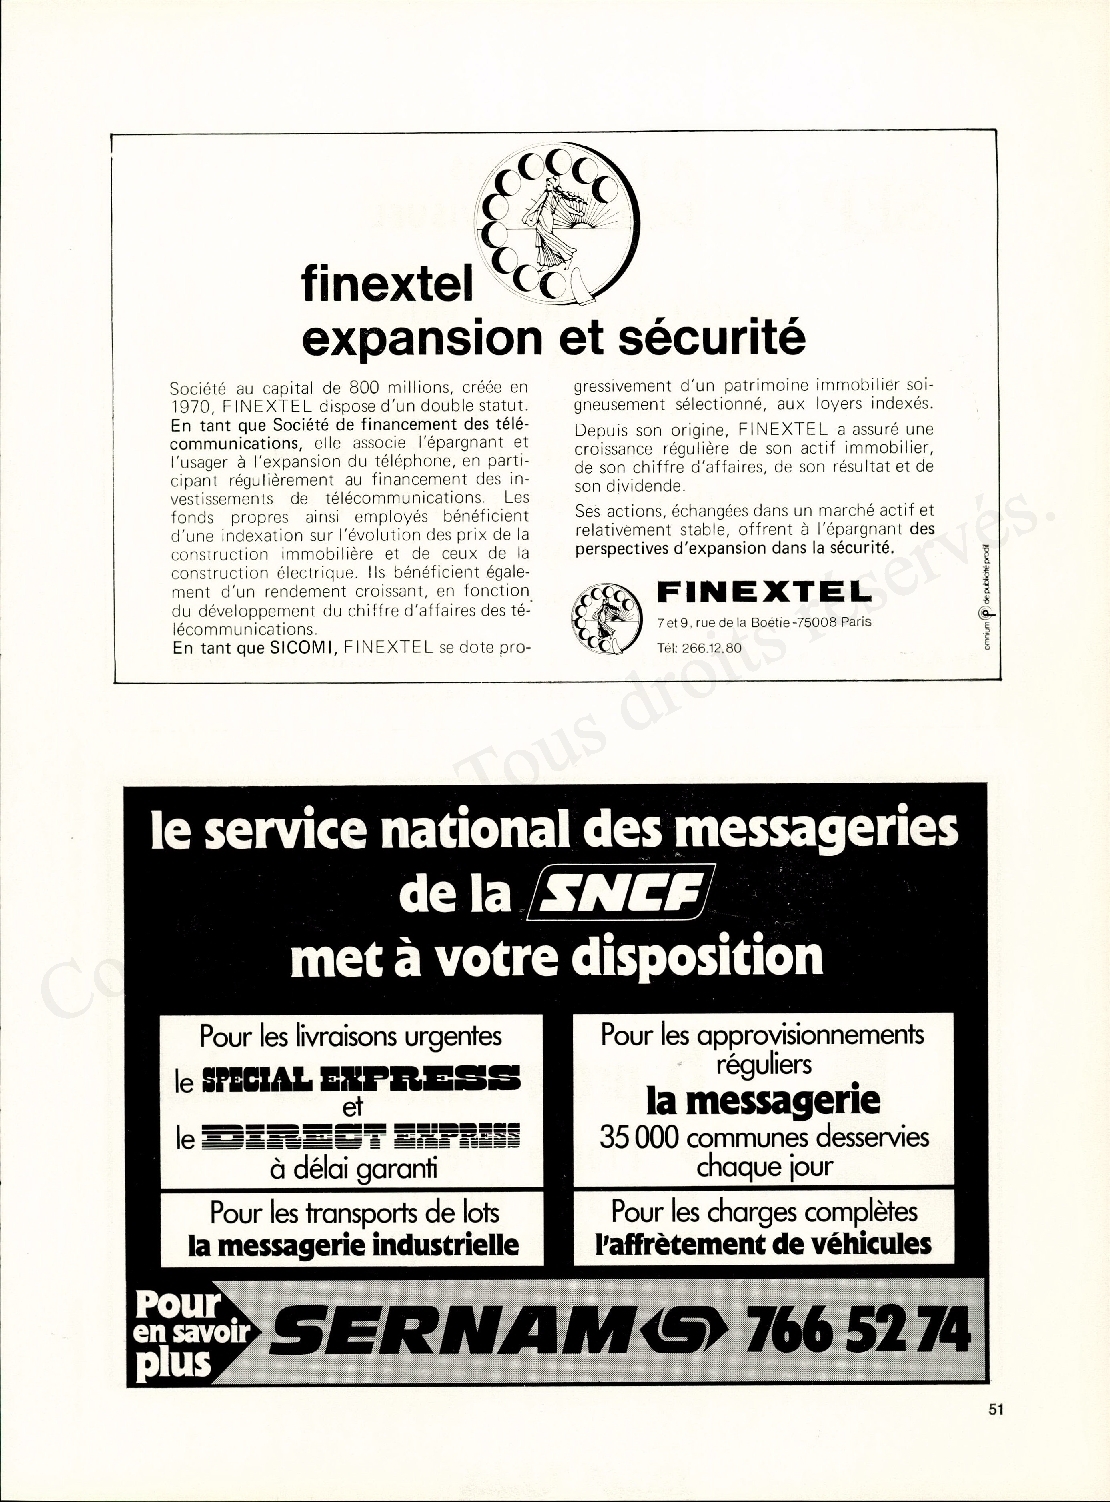 finextel
expansion et sécurité
Société au capital de 800 millions, créée en
1970, FINEXTEL dispose d'un double statut.
En tant que Société de financement des télé-
communications, elle associe l'épargnant et
l'usager à l'expansion du téléphone, en parti-
cipant régulièrement au financement des in-
vestissements de télécommunications. Les
fonds propres ainsi employés bénéficient
d'une indexation sur l'évolution des prix de la
construction immobilière et de ceux de la
construction électrique. Ils bénéficient égale-
ment d'un rendement croissant, en fonction
du développement du chiffre d'affaires des té-
lécommunications.
En tant que SICOMI, FINEXTEL se dote pro-
gressivement d'un patrimoine immobilier soi-
gneusement sélectionné, aux loyers indexés.
Depuis son origine, FINEXTEL a assuré une
croissance régulière de son actif immobilier,
de son chiffre d'affaires, de son résultat et de
son dividende.
Ses actions, échangées dans un marché actif et
relativement stable, offrent à l'épargnant des
perspectives d'expansion dans la sécurité.
FINEXTEL
7 et 9, rue de la Boëtie-75008 Paris
Tél: 266.12.80
omnium P de publicité prodil
Tous droits réservés.
le service national des messageries
de la SNCF
met à votre disposition
Pour les livraisons urgentes
le SPECIAL EXPRESS
et
le DIRECT EXPRESS
à délai garanti
Pour les transports de lots
la messagerie industrielle
Pour les approvisionnements
réguliers
la messagerie
35 000 communes desservies
chaque jour
Pour les charges complètes
l'affrètement de véhicules
Pour
en savoir
plus
SERNAM S 766 52 74
51